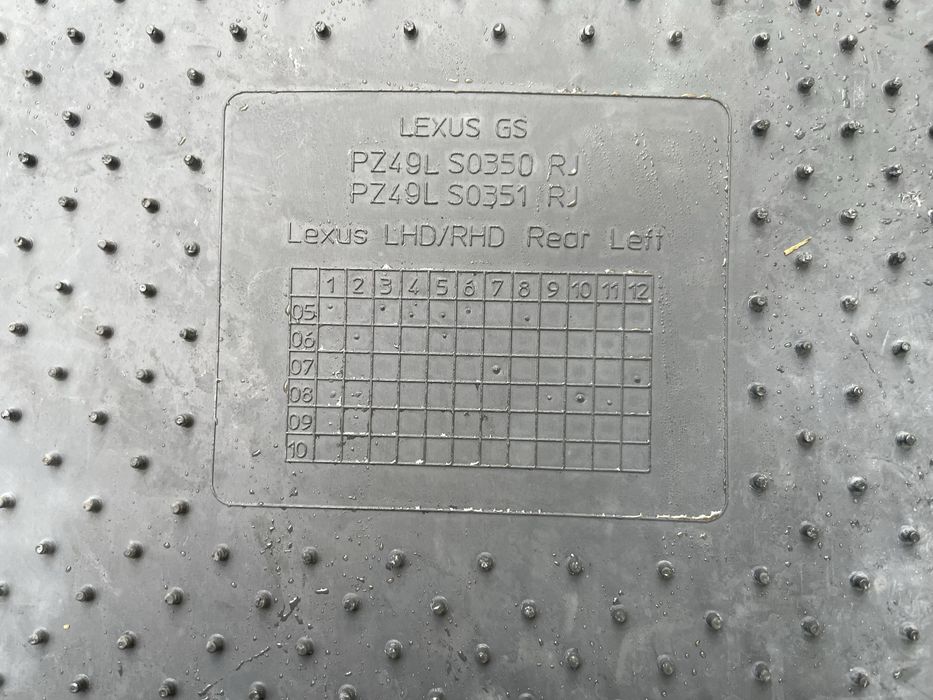 LEXUS GS
PZ49L S0350 RJ
PZ49L S0351 RJ
Lexus LHD/RHD Rear Left
1 2 3 4 5 6 7 8 9 10 11 12
05
06
07
08
09
10